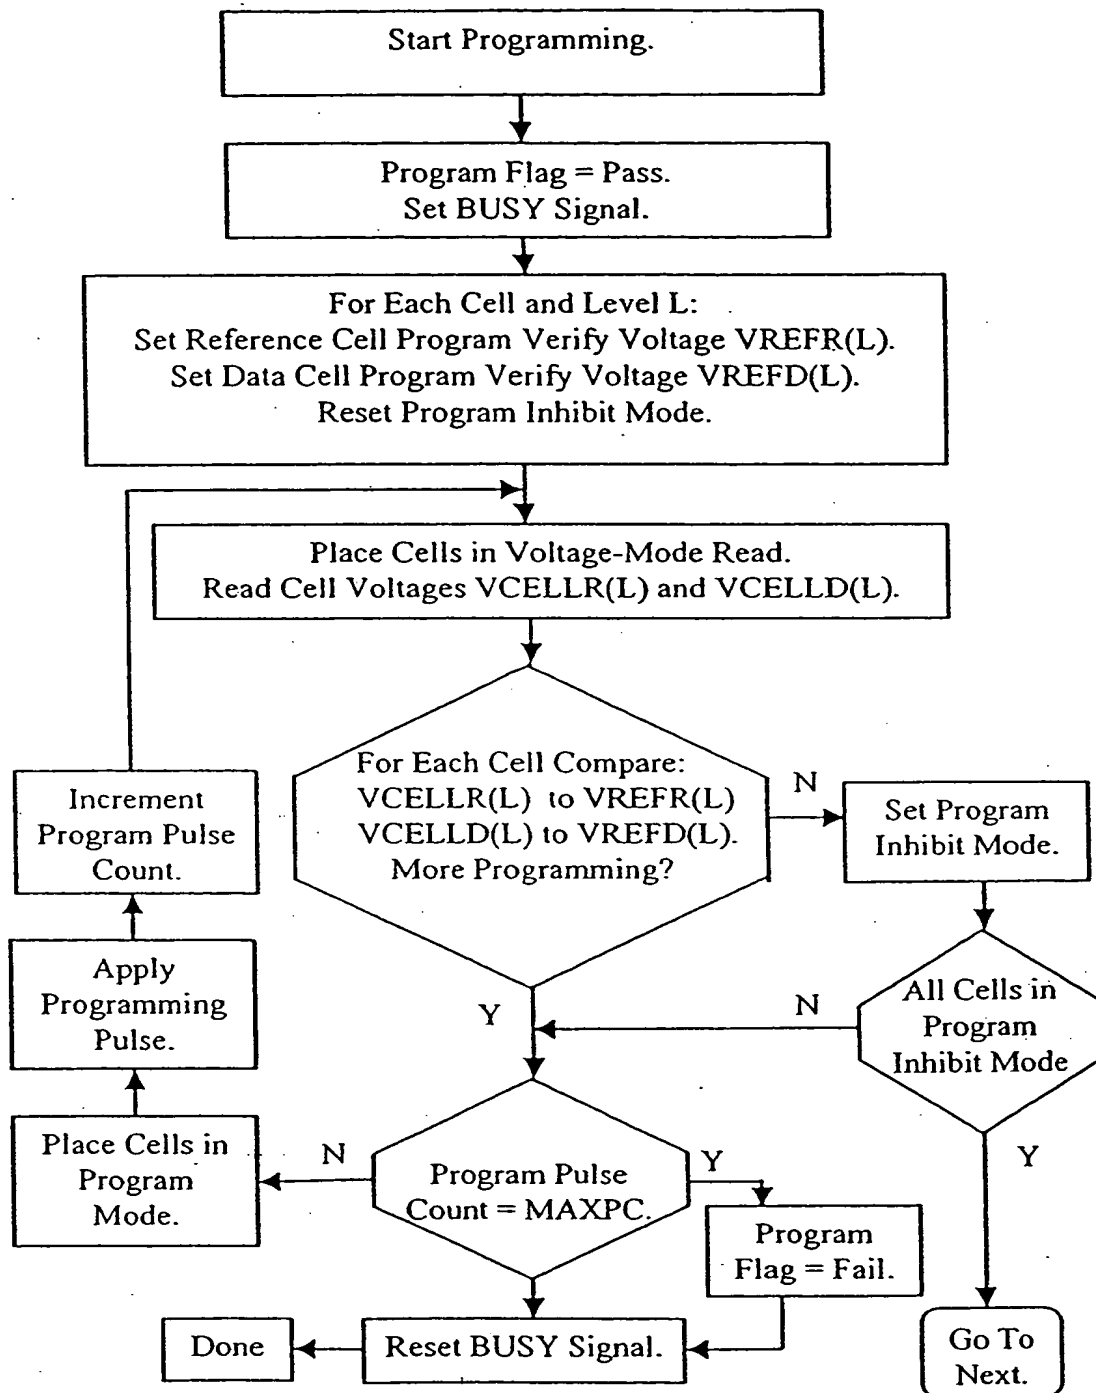 Start Programming.
Program Flag = Pass.
Set BUSY Signal.
For Each Cell and Level L:
Set Reference Cell Program Verify Voltage VREFR(L).
Set Data Cell Program Verify Voltage VREFD(L).
Reset Program Inhibit Mode.
Place Cells in Voltage-Mode Read.
Read Cell Voltages VCELLR(L) and VCELLD(L).
For Each Cell Compare:
VCELLR(L) to VREFR(L)
VCELLD(L) to VREFD(L).
More Programming?
N
Set Program
Inhibit Mode.
Increment
Program Pulse
Count.
Apply
Programming
Pulse.
Y
N
All Cells in
Program
Inhibit Mode
Place Cells in
Program
Mode.
N
Program Pulse
Count = MAXPC.
Y
Y
Program
Flag = Fail.
Done
Reset BUSY Signal.
Go To
Next.